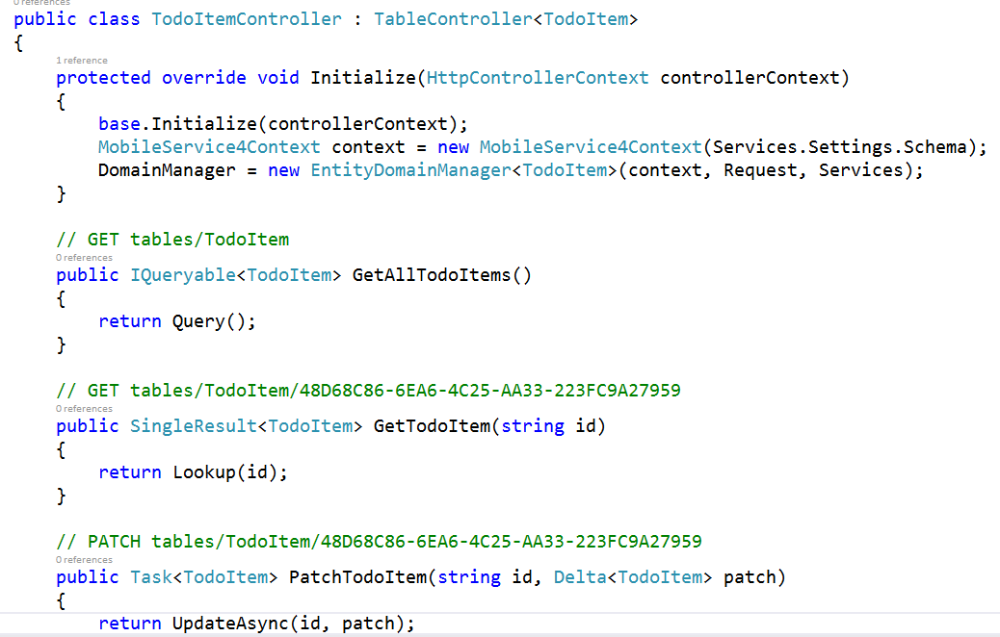 0 references
public class TodoItemController : TableController<TodoItem>
{
1 reference
protected override void Initialize(HttpControllerContext controllerContext)
{
base.Initialize(controllerContext);
MobileService4Context context = new MobileService4Context(Services.Settings.Schema);
DomainManager = new EntityDomainManager<TodoItem>(context, Request, Services);
}
// GET tables/TodoItem
0 references
public IQueryable<TodoItem> GetAllTodoItems()
{
return Query();
}
// GET tables/TodoItem/48D68C86-6EA6-4C25-AA33-223FC9A27959
0 references
public SingleResult<TodoItem> GetTodoItem(string id)
{
return Lookup(id);
}
// PATCH tables/TodoItem/48D68C86-6EA6-4C25-AA33-223FC9A27959
0 references
public Task<TodoItem> PatchTodoItem(string id, Delta<TodoItem> patch)
{
return UpdateAsync(id, patch);